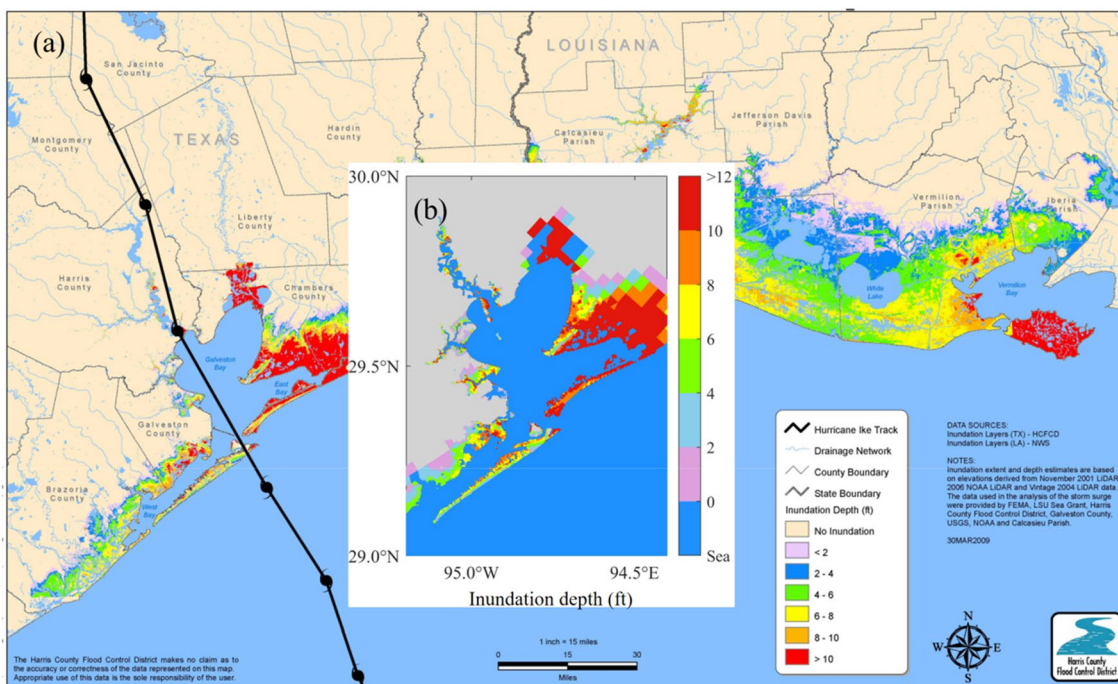 (a)
San Jacinto
County
LOUISIANA
Montgomery
County
TEXAS
Hardin
County
Calcasieu
Parish
Jefferson Davis
Parish
Liberty
County
Harris
County
Chambers
County
Vermilion
Parish
Iberia
Parish
White
Lake
Vermilion
Bay
Galveston
Bay
East
Bay
Galveston
County
Brazoria
County
West
Bay
(b)
30.0°N
29.5°N
29.0°N
95.0°W
94.5°E
Inundation depth (ft)
>12
10
8
6
4
2
0
Sea
Hurricane Ike Track
Drainage Network
County Boundary
State Boundary
Inundation Depth (ft)
No Inundation
< 2
2 - 4
4 - 6
6 - 8
8 - 10
> 10
DATA SOURCES:
Inundation Layers (TX) - HCFCD
Inundation Layers (LA) - NWS
NOTES:
Inundation extent and depth estimates are based
on elevations derived from November 2001 LiDAR,
2006 NOAA LiDAR and Vintage 2004 LiDAR data.
The data used in the analysis of the storm surge
were provided by FEMA, LSU Sea Grant, Harris
County Flood Control District, Galveston County,
USGS, NOAA and Calcasieu Parish.
30MAR2009
1 inch = 15 miles
0 15 30
Miles
N
W E
S
Harris County
Flood Control District
The Harris County Flood Control District makes no claim as to
the accuracy or correctness of the data represented on this map.
Appropriate use of this data is the sole responsibility of the user.